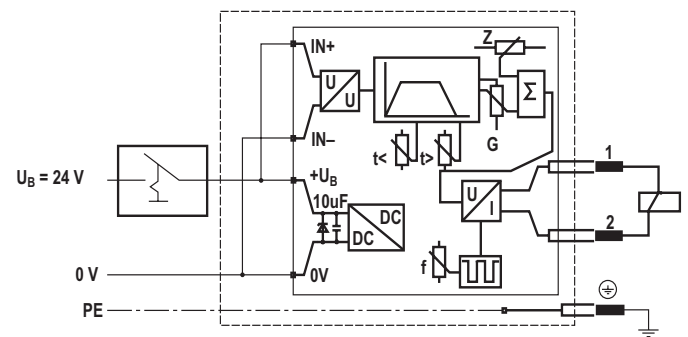 Z
IN+
U
U
Σ
IN–
G
t<
t>
1
U_B = 24 V
+U_B
10uF
DC
DC
U
I
2
f
0 V
0V
PE